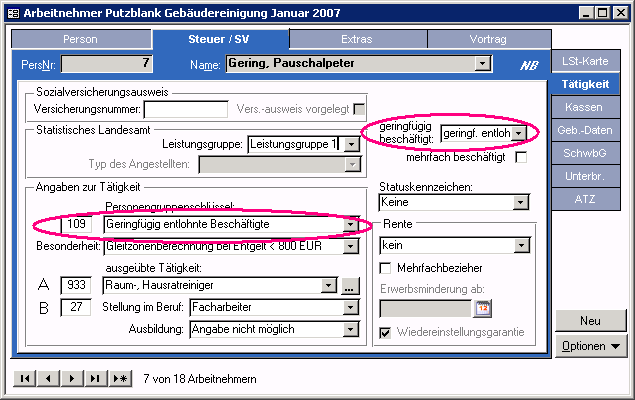 Arbeitnehmer Putzblank Gebäudereinigung Januar 2007
Person
Steuer / SV
Extras
Vortrag
PersNr:
7
Name:
Gering, Pauschalpeter
NB
LSt-Karte
Tätigkeit
Kassen
Geb.-Daten
SchwbG
Unterbr.
ATZ
Sozialversicherungsausweis
Versicherungsnummer:
Vers.-ausweis vorgelegt
Statistisches Landesamt
Leistungsgruppe:
Leistungsgruppe 1
Typ des Angestellten:
geringfügig
beschäftigt:
geringf. entloh
mehrfach beschäftigt
Angaben zur Tätigkeit
Personengruppenschlüssel:
109
Geringfügig entlohnte Beschäftigte
Besonderheit:
Gleitzonenberechnung bei Entgelt < 800 EUR
ausgeübte Tätigkeit:
A
933
Raum-, Hausratreiniger
...
B
27
Stellung im Beruf:
Facharbeiter
Ausbildung:
Angabe nicht möglich
Statuskennzeichen:
Keine
Rente
kein
Mehrfachbezieher
Erwerbsminderung ab:
12
Wiedereinstellungsgarantie
Neu
Optionen
7 von 18 Arbeitnehmern